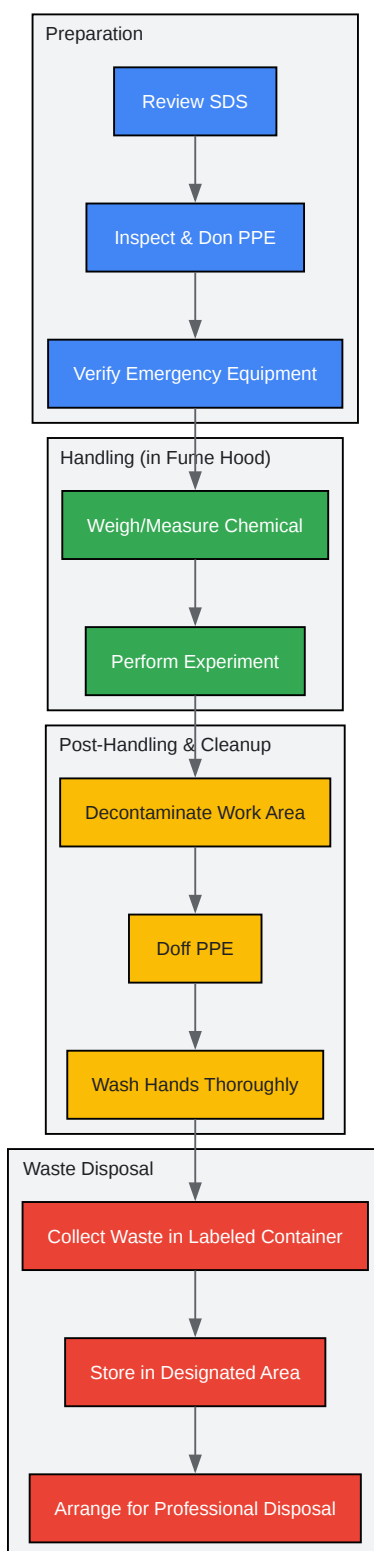 Preparation
Review SDS
Inspect & Don PPE
Verify Emergency Equipment
Handling (in Fume Hood)
Weigh/Measure Chemical
Perform Experiment
Post-Handling & Cleanup
Decontaminate Work Area
Doff PPE
Wash Hands Thoroughly
Waste Disposal
Collect Waste in Labeled Container
Store in Designated Area
Arrange for Professional Disposal